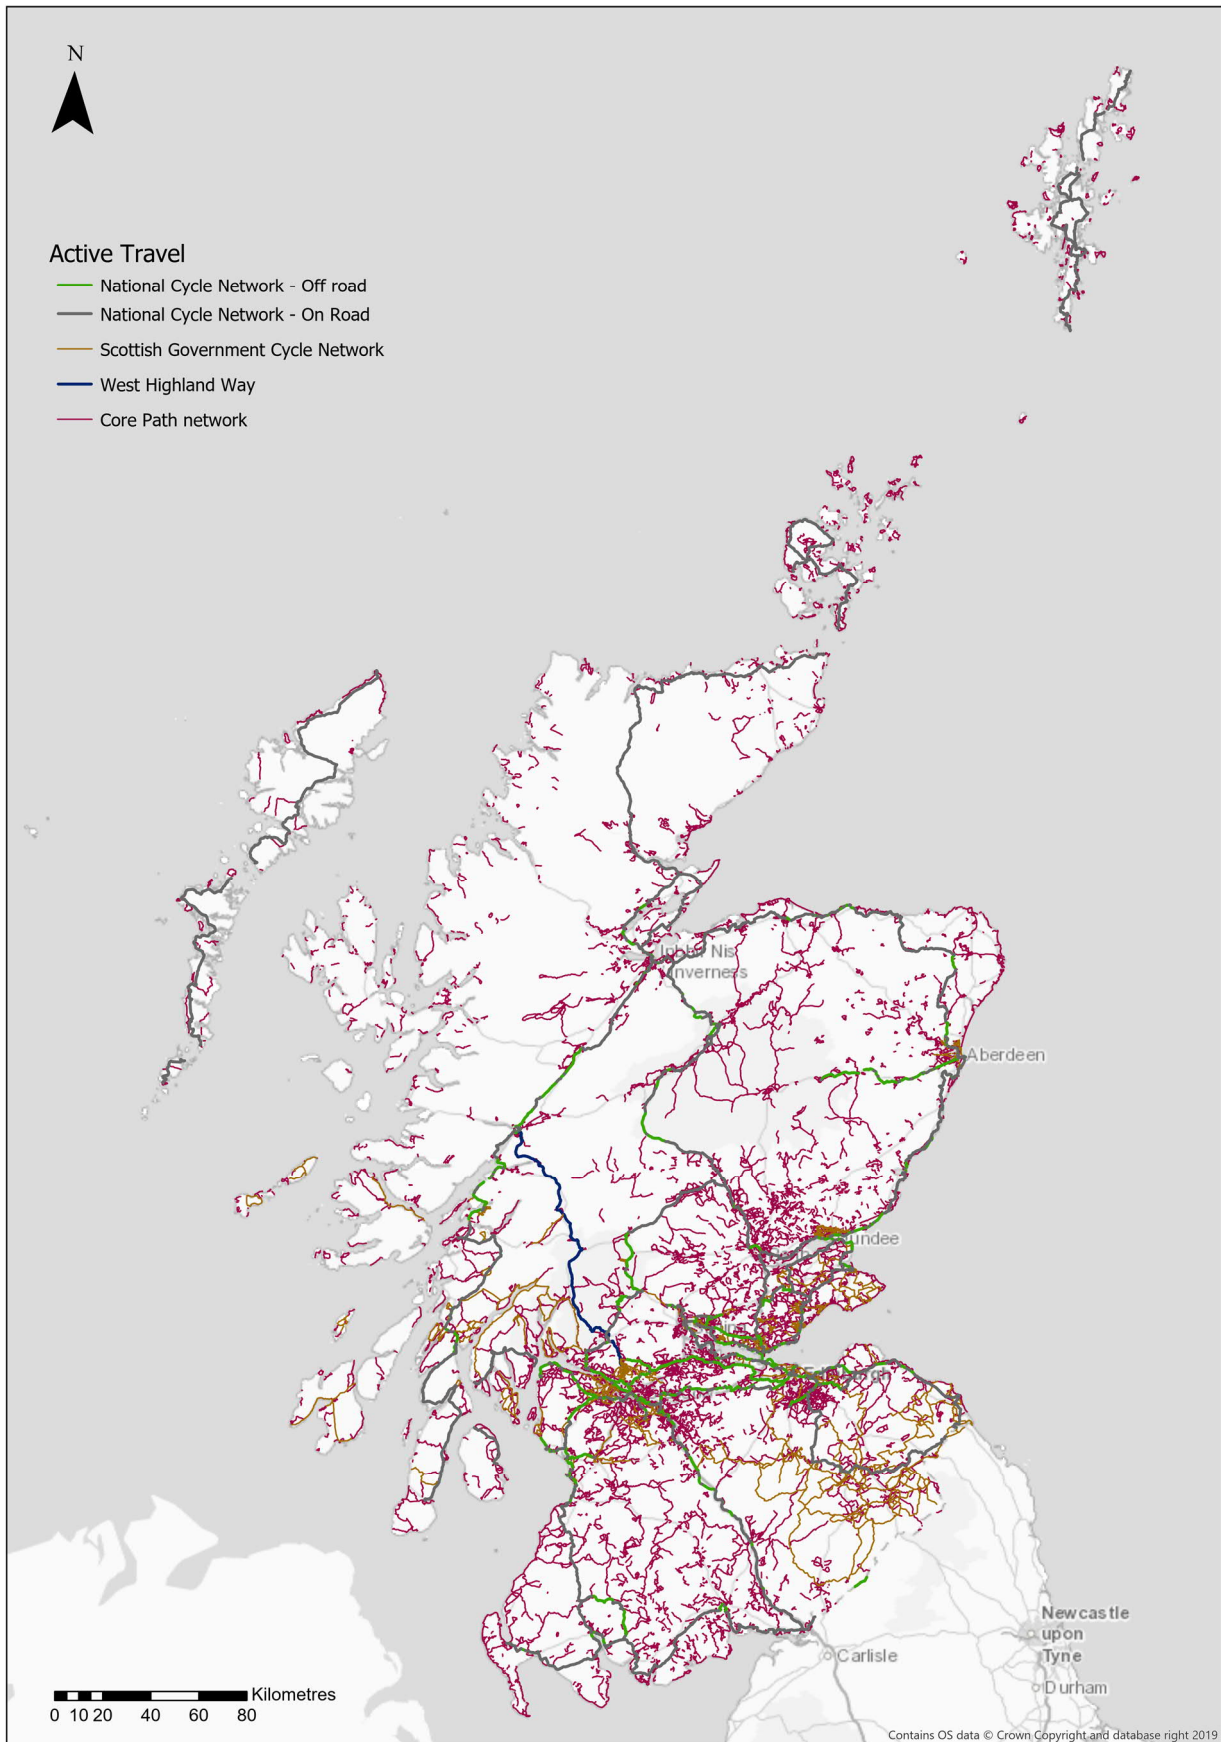 N
Active Travel
National Cycle Network - Off road
National Cycle Network - On Road
Scottish Government Cycle Network
West Highland Way
Core Path network
Nis
Inverness
Aberdeen
Dundee
Newcastle
upon
Tyne
Carlisle
Durham
Kilometres
0 10 20 40 60 80
Contains OS data © Crown Copyright and database right 2019